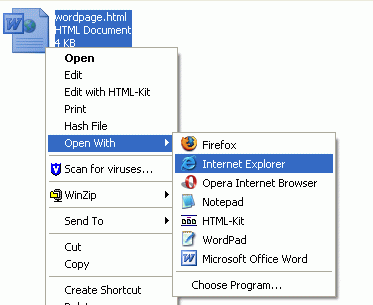 wordpage.html
HTML Document
4 KB
Open
Edit
Edit with HTML-Kit
Print
Hash File
Open With
Scan for viruses...
WinZip
Send To
Cut
Copy
Create Shortcut
Firefox
Internet Explorer
Opera Internet Browser
Notepad
HTML-Kit
WordPad
Microsoft Office Word
Choose Program...